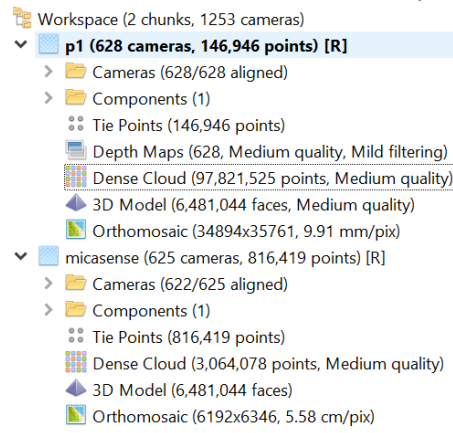 Workspace (2 chunks, 1253 cameras)
p1 (628 cameras, 146,946 points) [R]
Cameras (628/628 aligned)
Components (1)
Tie Points (146,946 points)
Depth Maps (628, Medium quality, Mild filtering)
Dense Cloud (97,821,525 points, Medium quality)
3D Model (6,481,044 faces, Medium quality)
Orthomosaic (34894x35761, 9.91 mm/pix)
micasense (625 cameras, 816,419 points) [R]
Cameras (622/625 aligned)
Components (1)
Tie Points (816,419 points)
Dense Cloud (3,064,078 points, Medium quality)
3D Model (6,481,044 faces)
Orthomosaic (6192x6346, 5.58 cm/pix)